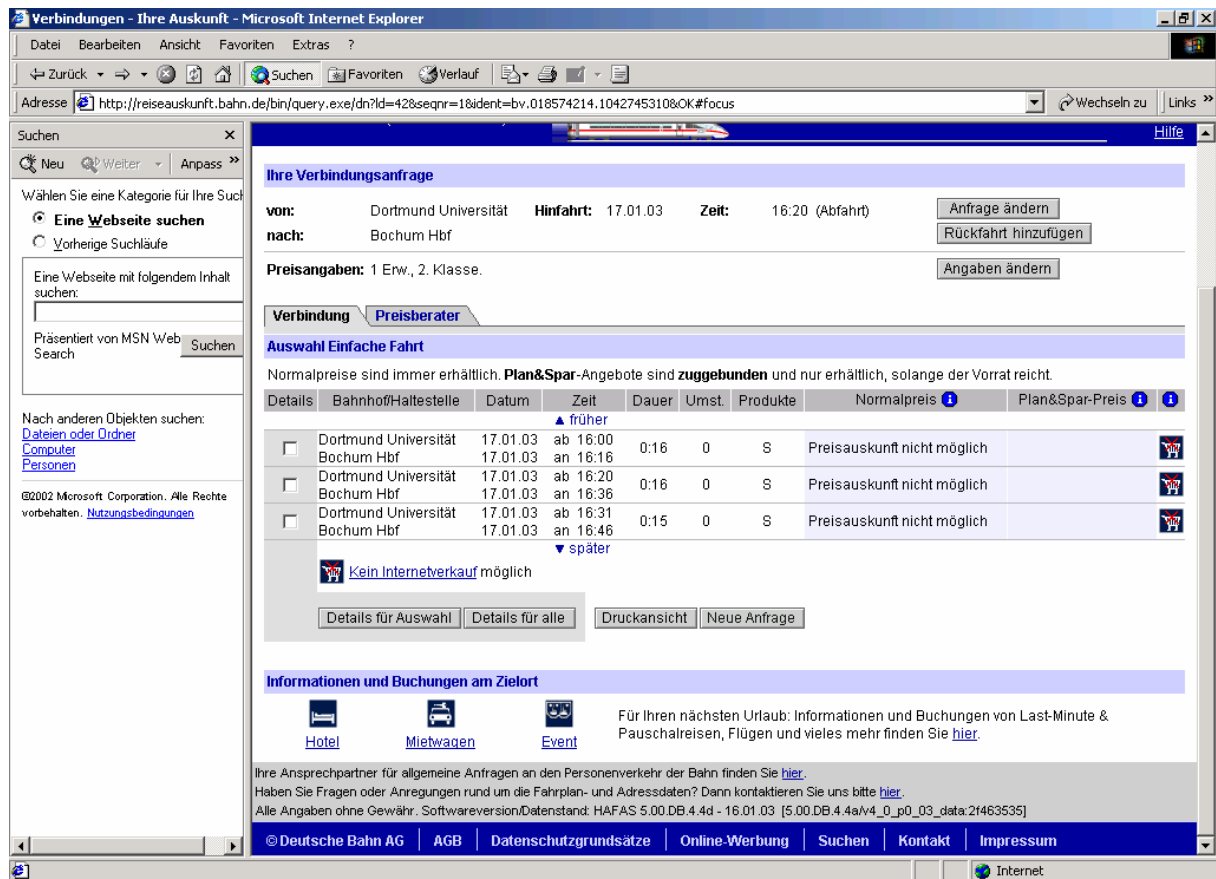 Verbindungen - Ihre Auskunft - Microsoft Internet Explorer
Datei Bearbeiten Ansicht Favoriten Extras ?
Zurück Suchen Favoriten Verlauf
Adresse http://reiseauskunft.bahn.de/bin/query.exe/dn?ld=42&seqnr=1&ident=bv.018574214.1042745310&OK#focus Wechseln zu Links »
Suchen x
Neu Weiter Anpass »
Wählen Sie eine Kategorie für Ihre Such
Eine Webseite suchen
Vorherige Suchläufe
Eine Webseite mit folgendem Inhalt
suchen:
Präsentiert von MSN Web
Search
Suchen
Nach anderen Objekten suchen:
Dateien oder Ordner
Computer
Personen
©2002 Microsoft Corporation. Alle Rechte
vorbehalten. Nutzungsbedingungen
Hilfe
Ihre Verbindungsanfrage
von: Dortmund Universität Hinfahrt: 17.01.03 Zeit: 16:20 (Abfahrt) Anfrage ändern
nach: Bochum Hbf Rückfahrt hinzufügen
Preisangaben: 1 Erw., 2. Klasse. Angaben ändern
Verbindung Preisberater
Auswahl Einfache Fahrt
Normalpreise sind immer erhältlich. Plan&Spar-Angebote sind zuggebunden und nur erhältlich, solange der Vorrat reicht.
Details Bahnhof/Haltestelle Datum Zeit Dauer Umst. Produkte Normalpreis i Plan&Spar-Preis i i
▲ früher
Dortmund Universität 17.01.03 ab 16:00
Bochum Hbf 17.01.03 an 16:16
0:16 0 S Preisauskunft nicht möglich
Dortmund Universität 17.01.03 ab 16:20
Bochum Hbf 17.01.03 an 16:36
0:16 0 S Preisauskunft nicht möglich
Dortmund Universität 17.01.03 ab 16:31
Bochum Hbf 17.01.03 an 16:46
0:15 0 S Preisauskunft nicht möglich
▼ später
Kein Internetverkauf möglich
Details für Auswahl Details für alle Druckansicht Neue Anfrage
Informationen und Buchungen am Zielort
Hotel Mietwagen Event
Für Ihren nächsten Urlaub: Informationen und Buchungen von Last-Minute &
Pauschalreisen, Flügen und vieles mehr finden Sie hier.
Ihre Ansprechpartner für allgemeine Anfragen an den Personenverkehr der Bahn finden Sie hier.
Haben Sie Fragen oder Anregungen rund um die Fahrplan- und Adressdaten? Dann kontaktieren Sie uns bitte hier.
Alle Angaben ohne Gewähr. Softwareversion/Datenstand: HAFAS 5.00.DB.4.4d - 16.01.03 [5.00.DB.4.4a/v4_0_p0_03_data:2f463535]
© Deutsche Bahn AG AGB Datenschutzgrundsätze Online-Werbung Suchen Kontakt Impressum
Internet